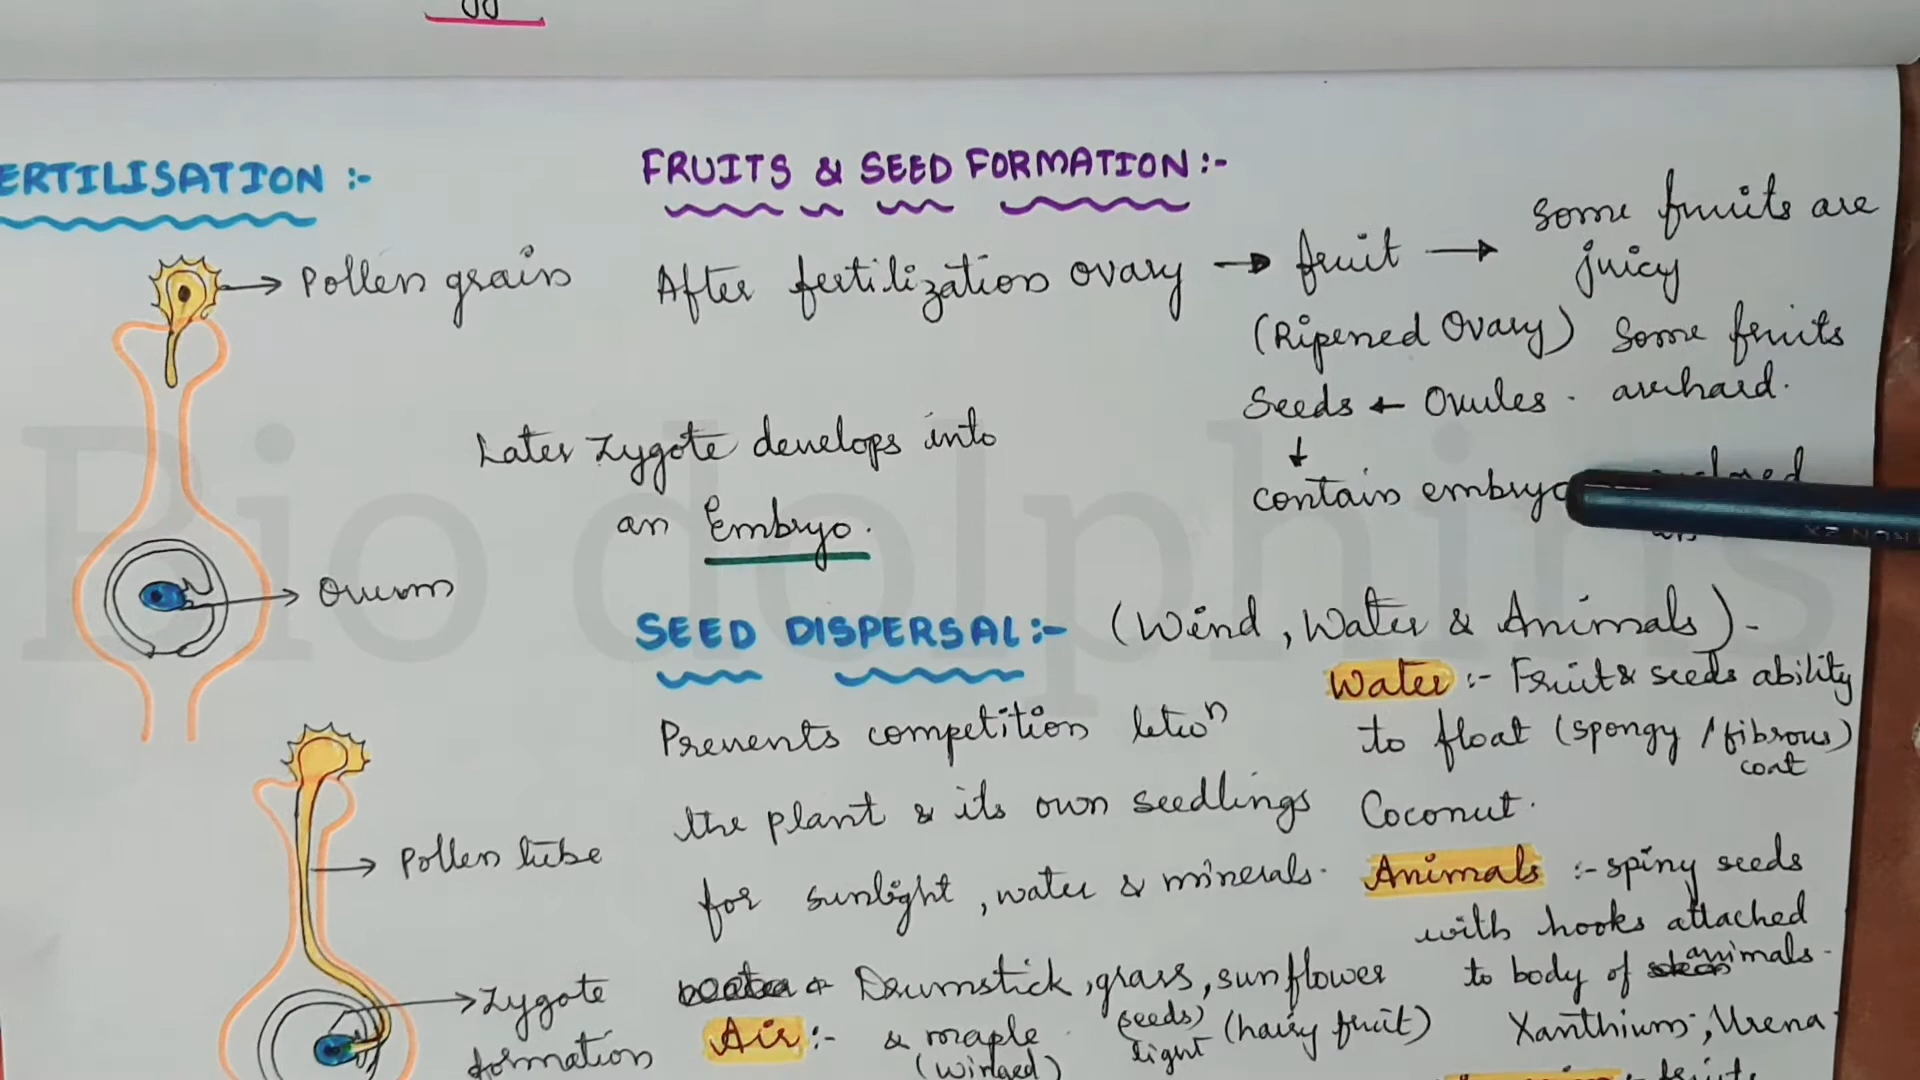 ERTILISATION :-
Pollen grain
Ovum
Pollen tube
Zygote
formation
FRUITS & SEED FORMATION :-
After fertilization ovary → fruit → Some fruits are
juicy
(Ripened Ovary) Some fruits
are hard.
Seeds ← Ovules.
↓
contain embryo
Later Zygote develops into
an Embryo.
SEED DISPERSAL :- (Wind, Water & Animals) -
Prevents competition betwn
the plant & its own seedlings
for sunlight, water & minerals.
Drumstick, grass, sunflower
Air :- & maple (seeds) (hairy fruit)
(winged) light
Water :- Fruit & seeds ability
to float (spongy / fibrous)
coat
Coconut.
Animals :- spiny seeds
with hooks attached
to body of animals.
Xanthium, Urena
Bio dolphins